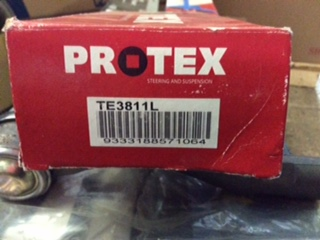 PROTEX
STEERING AND SUSPENSION
TE3811L
9333188571064